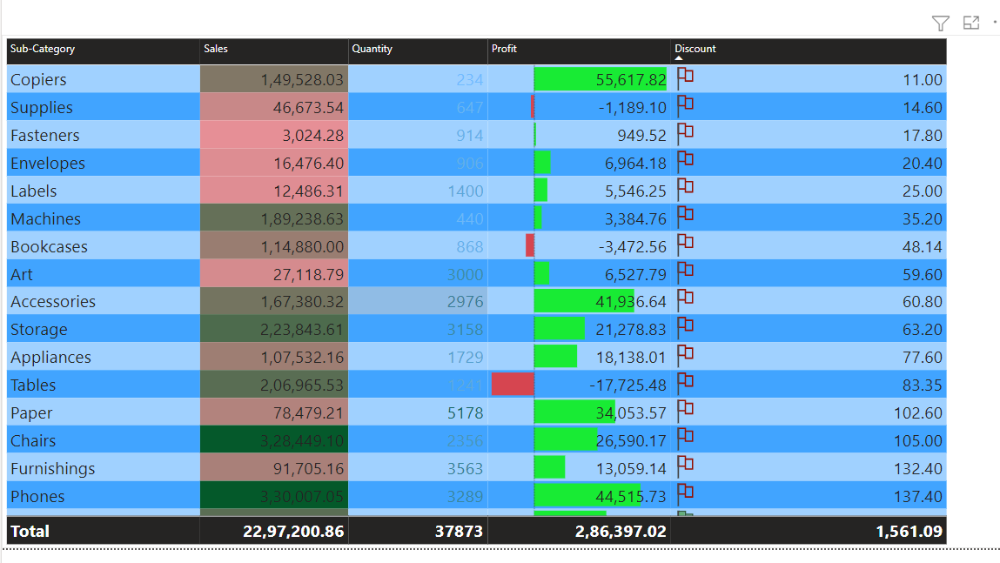 Sub-Category Sales Quantity Profit Discount
Copiers 1,49,528.03 234 55,617.82 11.00
Supplies 46,673.54 647 -1,189.10 14.60
Fasteners 3,024.28 914 949.52 17.80
Envelopes 16,476.40 906 6,964.18 20.40
Labels 12,486.31 1400 5,546.25 25.00
Machines 1,89,238.63 440 3,384.76 35.20
Bookcases 1,14,880.00 868 -3,472.56 48.14
Art 27,118.79 3000 6,527.79 59.60
Accessories 1,67,380.32 2976 41,936.64 60.80
Storage 2,23,843.61 3158 21,278.83 63.20
Appliances 1,07,532.16 1729 18,138.01 77.60
Tables 2,06,965.53 1241 -17,725.48 83.35
Paper 78,479.21 5178 34,053.57 102.60
Chairs 3,28,449.10 2356 26,590.17 105.00
Furnishings 91,705.16 3563 13,059.14 132.40
Phones 3,30,007.05 3289 44,515.73 137.40
Total 22,97,200.86 37873 2,86,397.02 1,561.09